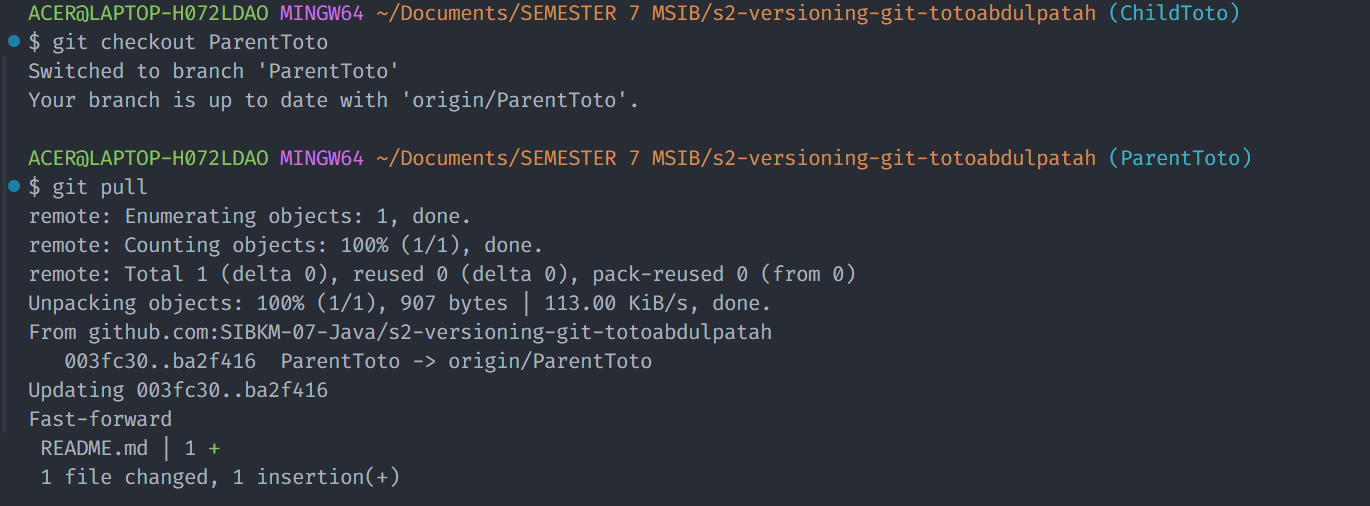 ACER@LAPTOP-H072LDAO MINGW64 ~/Documents/SEMESTER 7 MSIB/s2-versioning-git-totoabdulpatah (ChildToto)
$ git checkout ParentToto
Switched to branch 'ParentToto'
Your branch is up to date with 'origin/ParentToto'.
ACER@LAPTOP-H072LDAO MINGW64 ~/Documents/SEMESTER 7 MSIB/s2-versioning-git-totoabdulpatah (ParentToto)
$ git pull
remote: Enumerating objects: 1, done.
remote: Counting objects: 100% (1/1), done.
remote: Total 1 (delta 0), reused 0 (delta 0), pack-reused 0 (from 0)
Unpacking objects: 100% (1/1), 907 bytes | 113.00 KiB/s, done.
From github.com:SIBKM-07-Java/s2-versioning-git-totoabdulpatah
   003fc30..ba2f416  ParentToto -> origin/ParentToto
Updating 003fc30..ba2f416
Fast-forward
 README.md | 1 +
 1 file changed, 1 insertion(+)